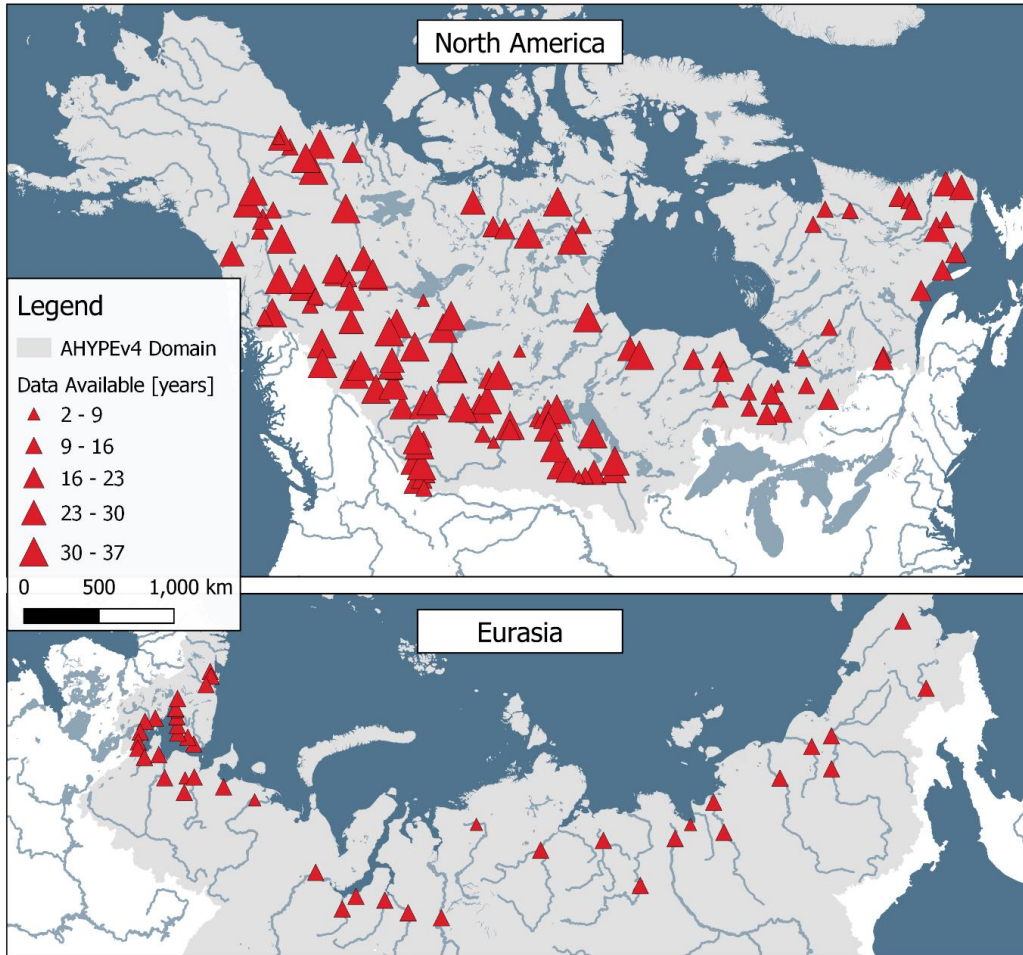 North America
Legend
AHYPEv4 Domain
Data Available [years]
2 - 9
9 - 16
16 - 23
23 - 30
30 - 37
0 500 1,000 km
Eurasia